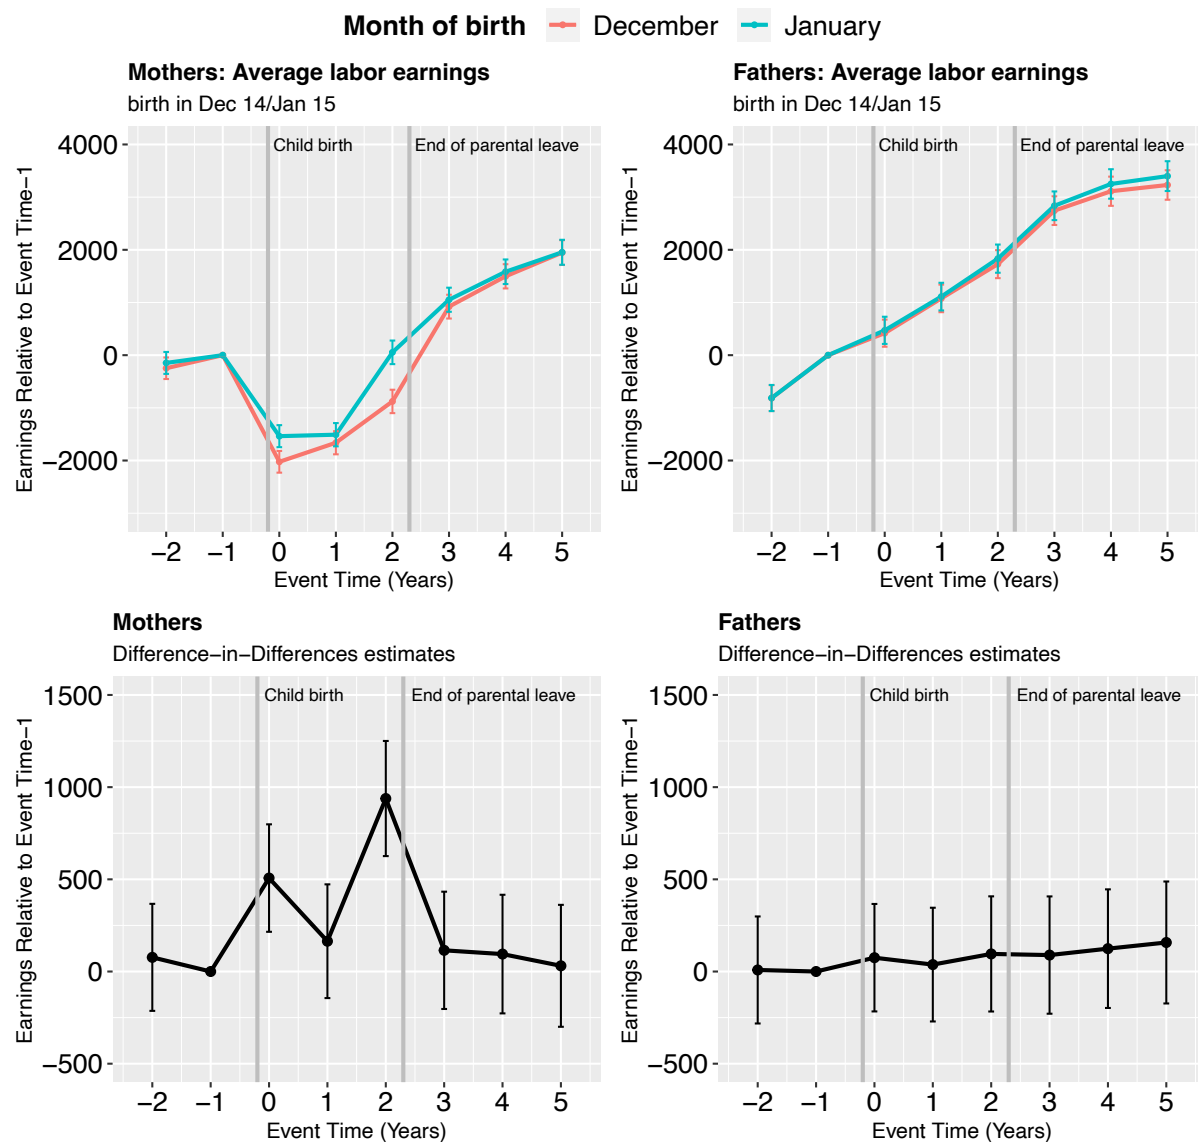 Month of birth December January
Mothers: Average labor earnings
birth in Dec 14/Jan 15
Earnings Relative to Event Time−1
4000
2000
0
−2000
Child birth
End of parental leave
−2 −1 0 1 2 3 4 5
Event Time (Years)
Fathers: Average labor earnings
birth in Dec 14/Jan 15
Earnings Relative to Event Time−1
4000
2000
0
−2000
Child birth
End of parental leave
−2 −1 0 1 2 3 4 5
Event Time (Years)
Mothers
Difference−in−Differences estimates
Earnings Relative to Event Time−1
1500
1000
500
0
−500
Child birth
End of parental leave
−2 −1 0 1 2 3 4 5
Event Time (Years)
Fathers
Difference−in−Differences estimates
Earnings Relative to Event Time−1
1500
1000
500
0
−500
Child birth
End of parental leave
−2 −1 0 1 2 3 4 5
Event Time (Years)